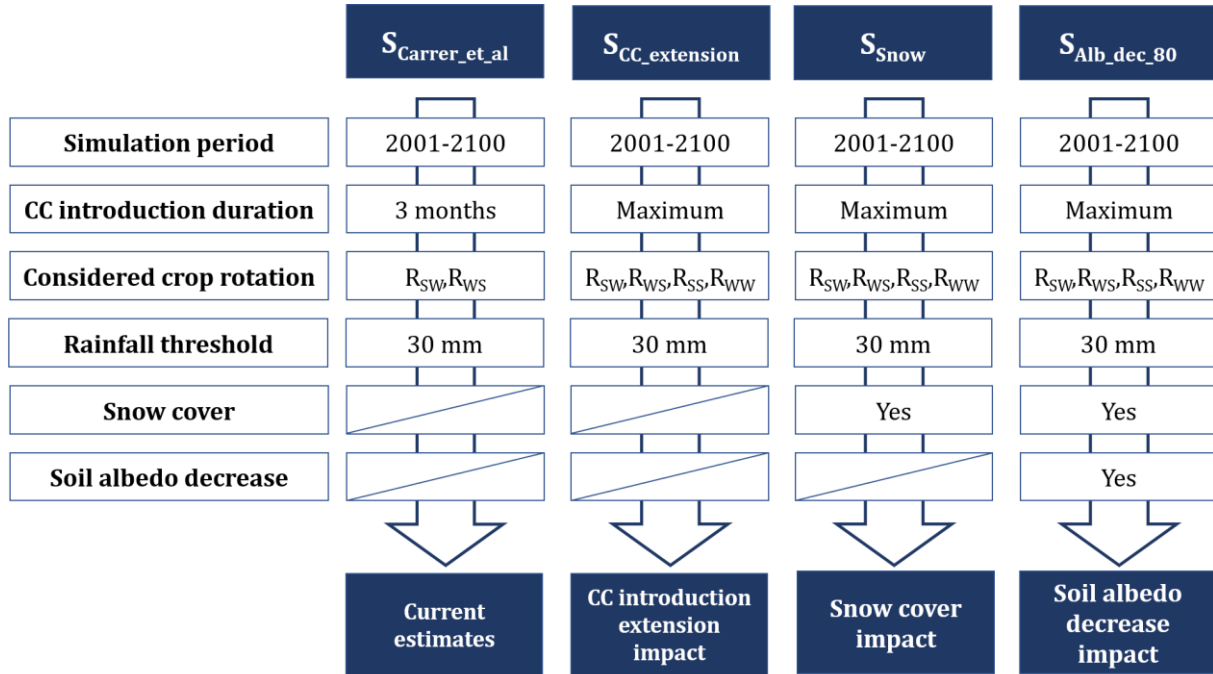 S_Carrer_et_al S_CC_extension S_Snow S_Alb_dec_80
Simulation period 2001-2100 2001-2100 2001-2100 2001-2100
CC introduction duration 3 months Maximum Maximum Maximum
Considered crop rotation R_SW,R_WS R_SW,R_WS,R_SS,R_WW R_SW,R_WS,R_SS,R_WW R_SW,R_WS,R_SS,R_WW
Rainfall threshold 30 mm 30 mm 30 mm 30 mm
Snow cover Yes Yes
Soil albedo decrease Yes
Current
estimates
CC introduction
extension
impact
Snow cover
impact
Soil albedo
decrease
impact